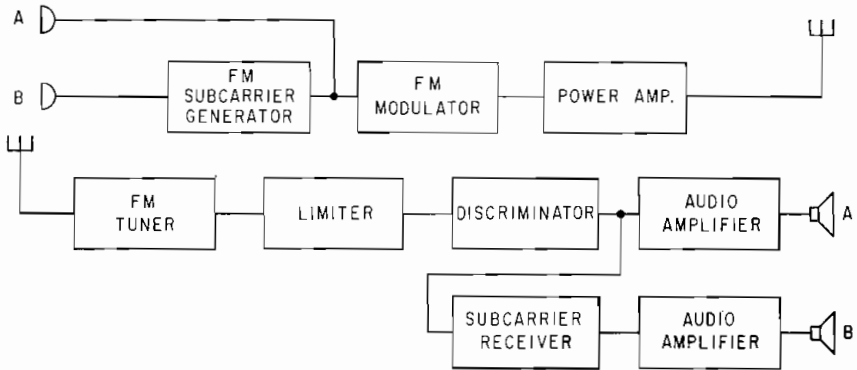 A
B
FM
SUBCARRIER
GENERATOR
FM
MODULATOR
POWER AMP.
FM
TUNER
LIMITER
DISCRIMINATOR
AUDIO
AMPLIFIER
A
SUBCARRIER
RECEIVER
AUDIO
AMPLIFIER
B